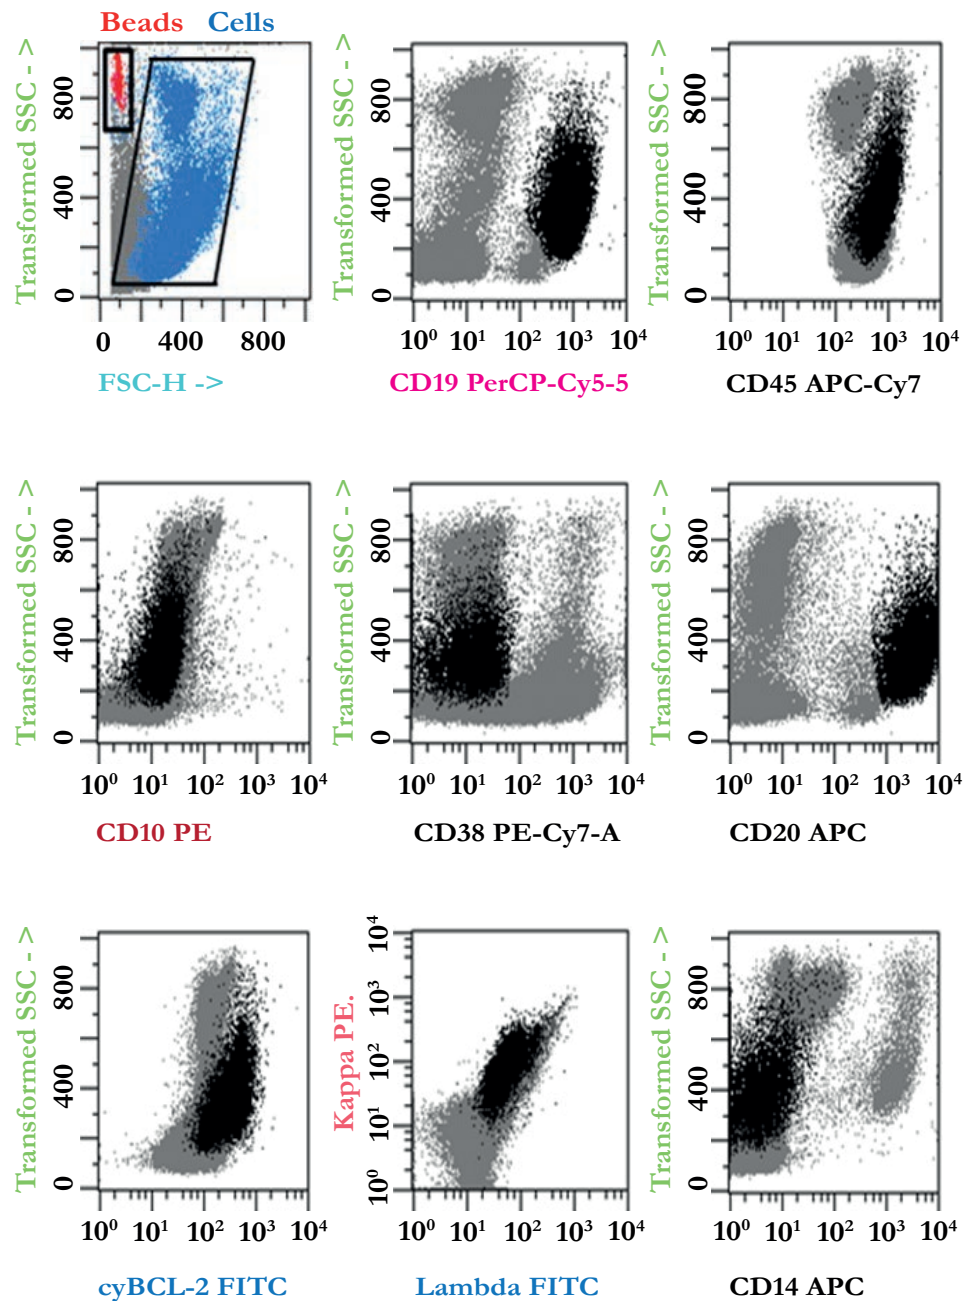 Beads Cells
Transformed SSC - >
800
400
0
0 400 800
FSC-H ->
Transformed SSC - >
800
400
0
10⁰ 10¹ 10² 10³ 10⁴
CD19 PerCP-Cy5-5
Transformed SSC - >
800
400
0
10⁰ 10¹ 10² 10³ 10⁴
CD45 APC-Cy7
Transformed SSC - >
800
400
0
10⁰ 10¹ 10² 10³ 10⁴
CD10 PE
Transformed SSC - >
800
400
0
10⁰ 10¹ 10² 10³ 10⁴
CD38 PE-Cy7-A
Transformed SSC - >
800
400
0
10⁰ 10¹ 10² 10³ 10⁴
CD20 APC
Transformed SSC - >
800
400
0
10⁰ 10¹ 10² 10³ 10⁴
cyBCL-2 FITC
Kappa PE.
10⁴
10³
10²
10¹
10⁰
10⁰ 10¹ 10² 10³ 10⁴
Lambda FITC
Transformed SSC - >
800
400
0
10⁰ 10¹ 10² 10³ 10⁴
CD14 APC